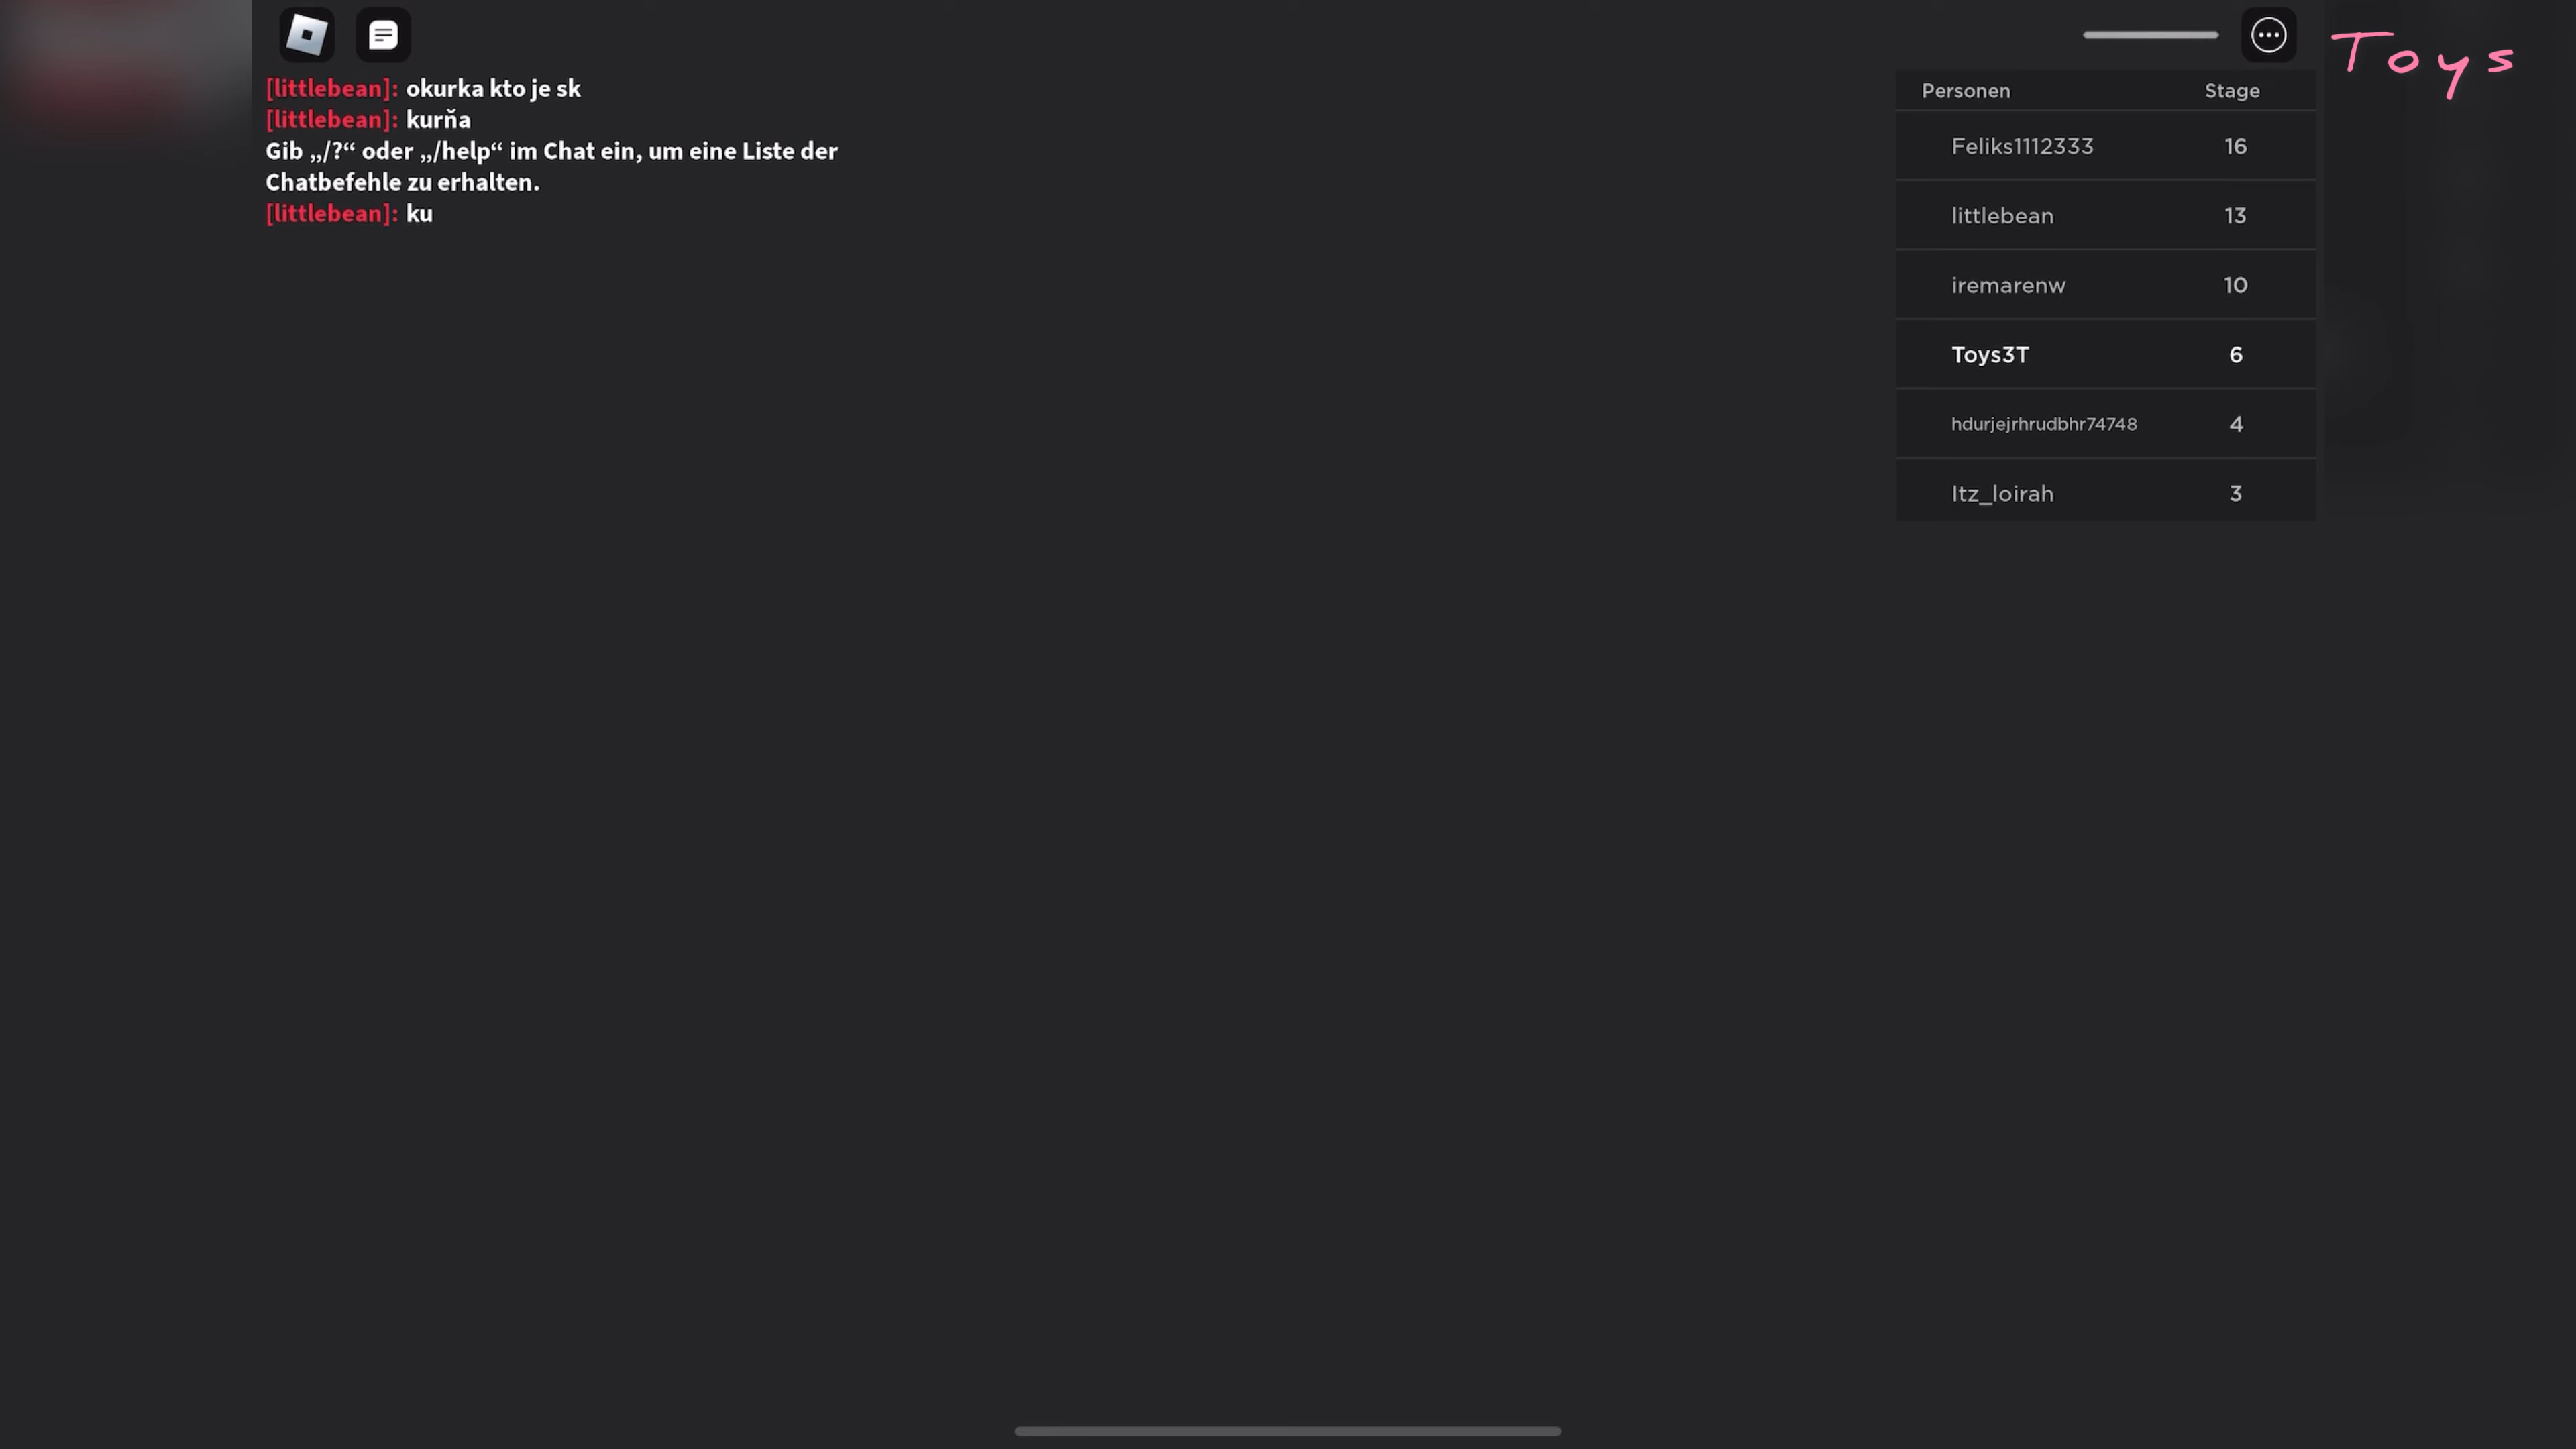 [littlebean]: okurka kto je sk
[littlebean]: kurňa
Gib „/?“ oder „/help“ im Chat ein, um eine Liste der
Chatbefehle zu erhalten.
[littlebean]: ku
Toys
Personen Stage
Feliks1112333 16
littlebean 13
iremarenw 10
Toys3T 6
hdurjejrhrudbhr74748 4
Itz_loirah 3